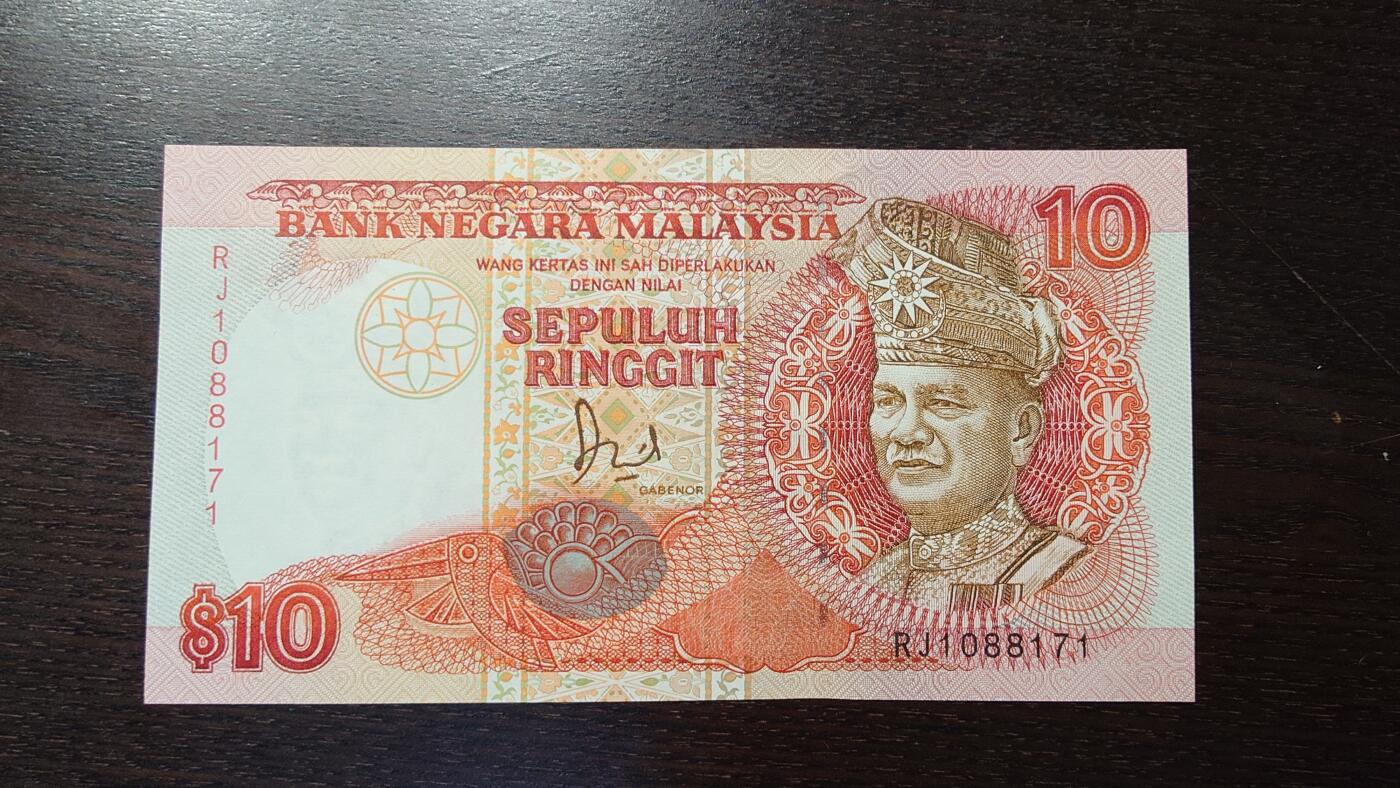 BANK NEGARA MALAYSIA
10
WANG KERTAS INI SAH DIPERLAKUKAN
DENGAN NILAI
SEPULUH
RINGGIT
RJ1088171
GABENOR
$10
RJ1088171